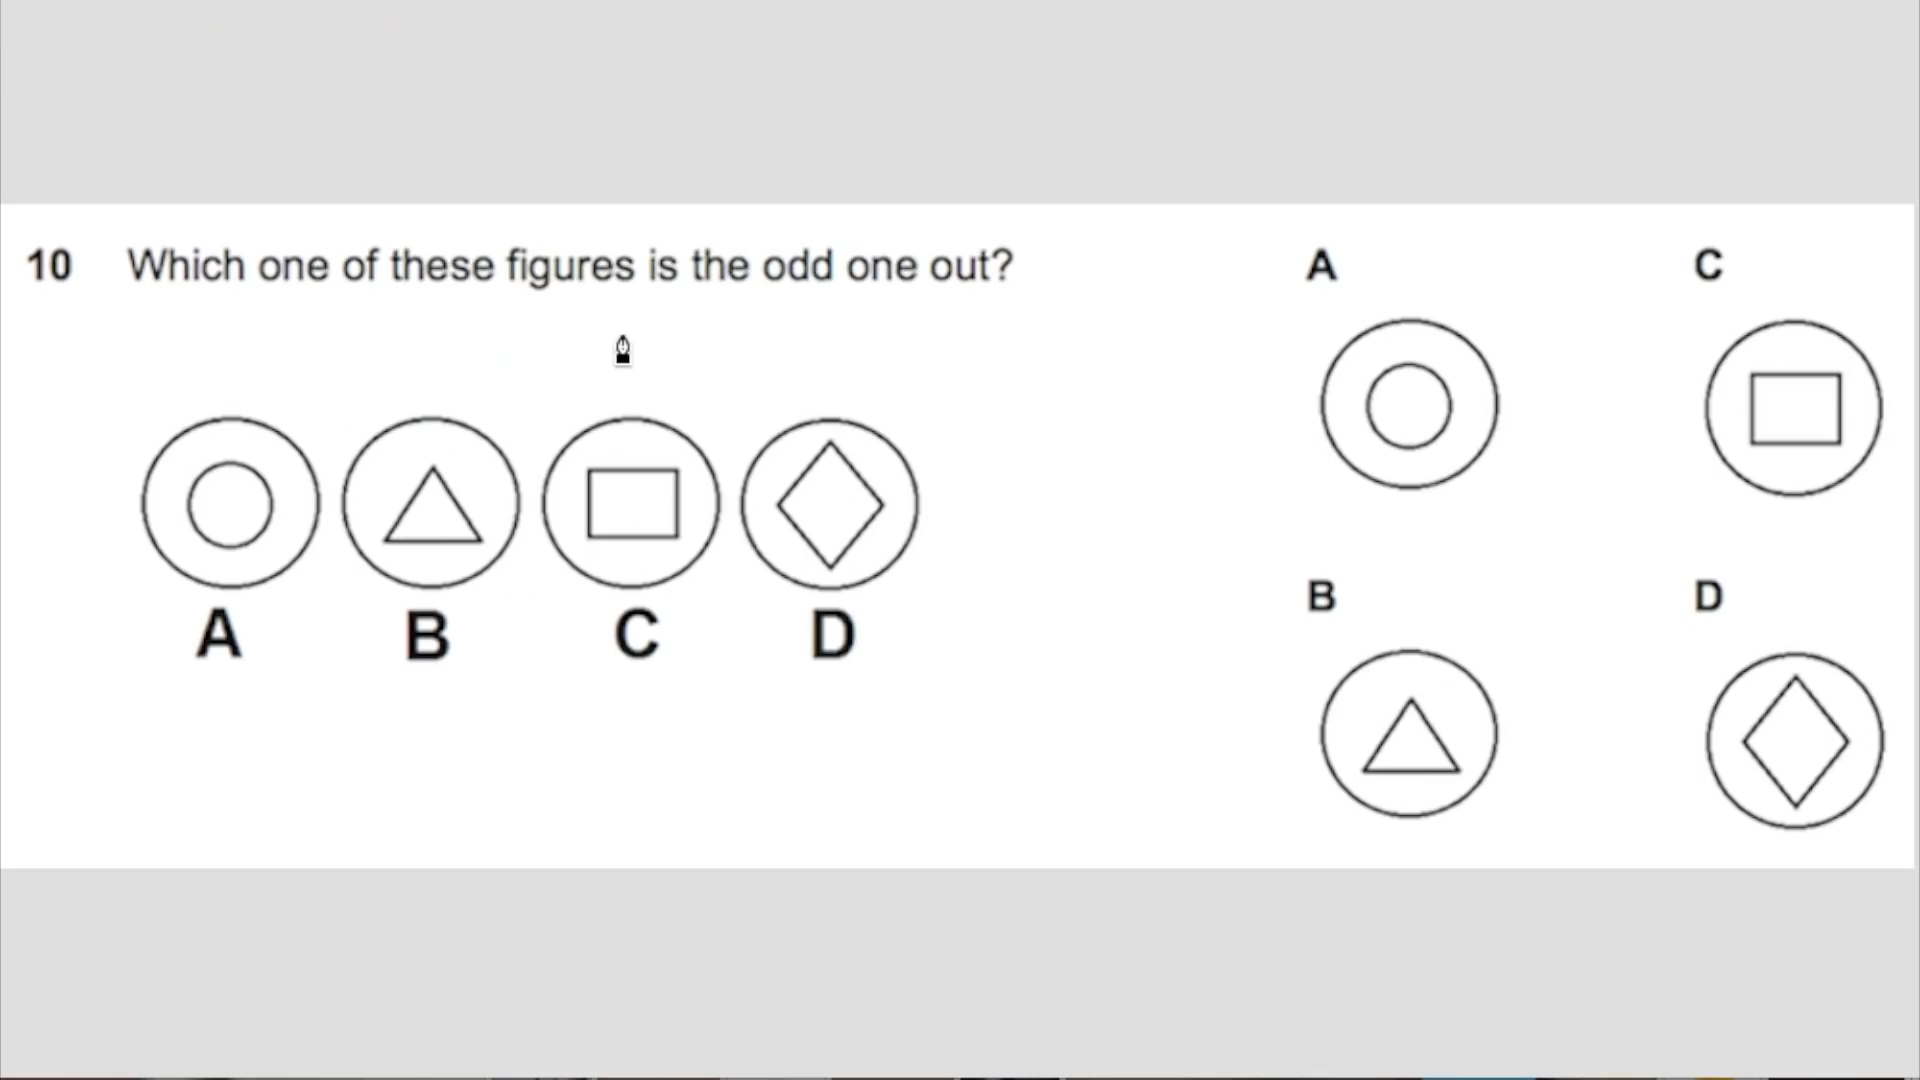 10 Which one of these figures is the odd one out?
A B C D
A C
B D